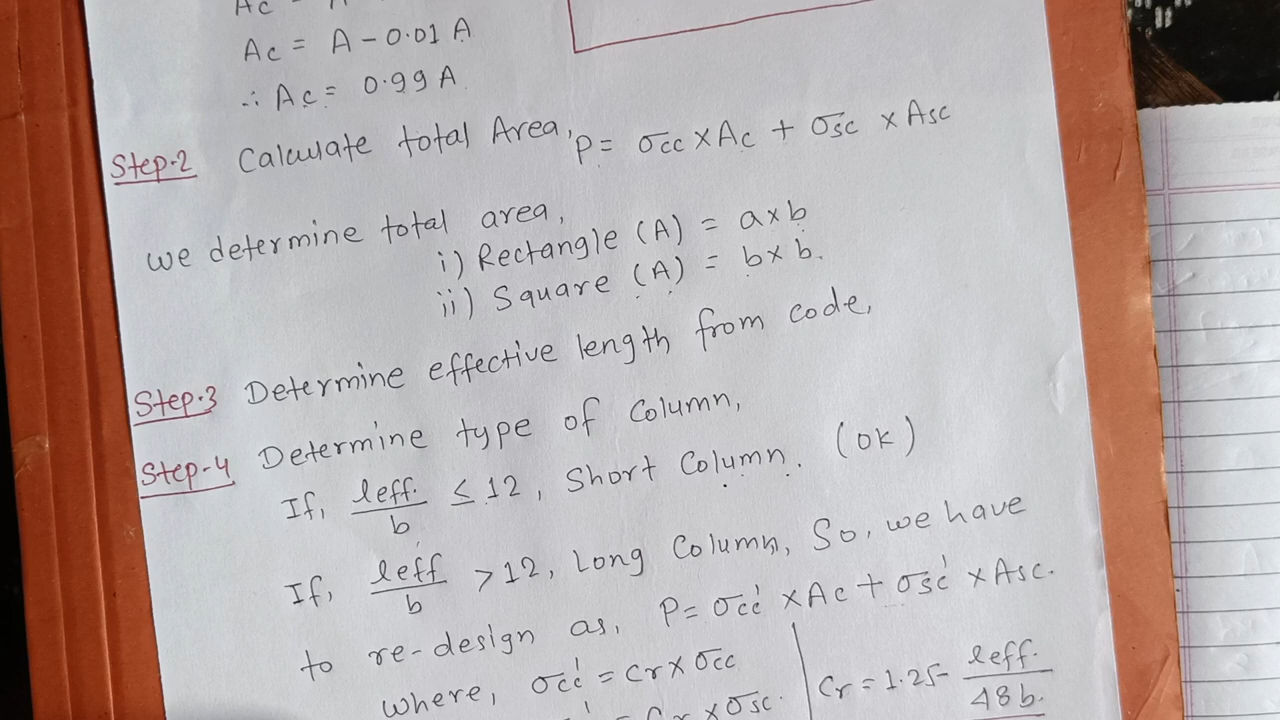 Ac = A - 0.01 A
∴ Ac = 0.99 A
Step-2 Calculate total Area, P = σcc × Ac + σsc × Asc
we determine total area,
i) Rectangle (A) = a×b
ii) Square (A) = b× b.
Step-3 Determine effective length from code,
Step-4 Determine type of column,
If, leff./b ≤ 12, Short Column. (OK)
If, leff/b > 12, Long Column, So, we have
to re-design as, P = σcc' × Ac + σsc' × Asc.
where, σcc' = Cr × σcc
Cr = 1.25- leff./48b.
' = Cr × σsc.